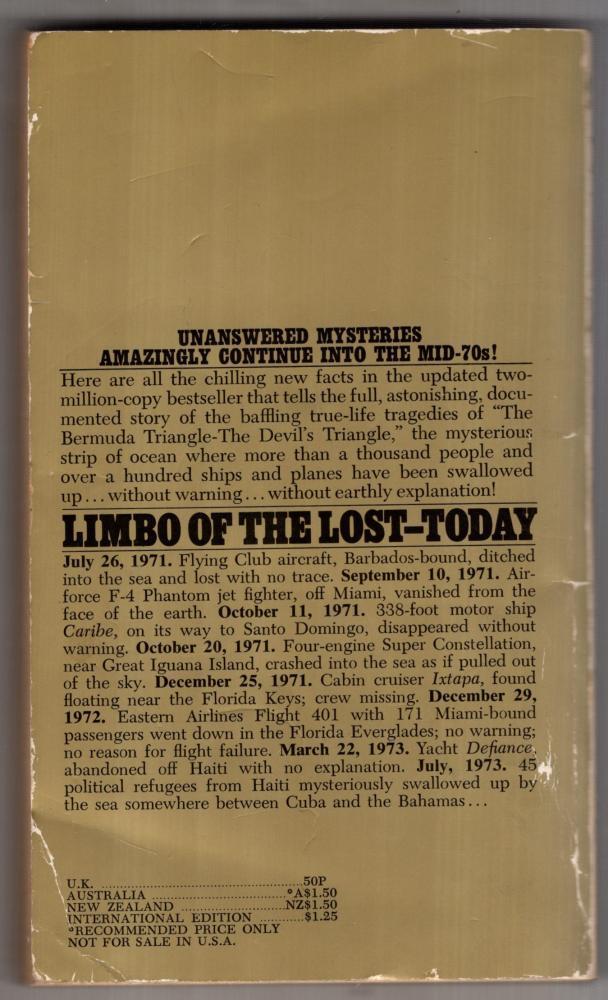 UNANSWERED MYSTERIES
AMAZINGLY CONTINUE INTO THE MID-70s!
Here are all the chilling new facts in the updated two-
million-copy bestseller that tells the full, astonishing, docu-
mented story of the baffling true-life tragedies of “The
Bermuda Triangle-The Devil’s Triangle,” the mysterious
strip of ocean where more than a thousand people and
over a hundred ships and planes have been swallowed
up...without warning...without earthly explanation!
LIMBO OF THE LOST–TODAY
July 26, 1971. Flying Club aircraft, Barbados-bound, ditched
into the sea and lost with no trace. September 10, 1971. Air-
force F-4 Phantom jet fighter, off Miami, vanished from the
face of the earth. October 11, 1971. 338-foot motor ship
Caribe, on its way to Santo Domingo, disappeared without
warning. October 20, 1971. Four-engine Super Constellation,
near Great Iguana Island, crashed into the sea as if pulled out
of the sky. December 25, 1971. Cabin cruiser Ixtapa, found
floating near the Florida Keys; crew missing. December 29,
1972. Eastern Airlines Flight 401 with 171 Miami-bound
passengers went down in the Florida Everglades; no warning;
no reason for flight failure. March 22, 1973. Yacht Defiance,
abandoned off Haiti with no explanation. July, 1973. 45
political refugees from Haiti mysteriously swallowed up by
the sea somewhere between Cuba and the Bahamas...
U.K. ..........50P
AUSTRALIA ..........*A$1.50
NEW ZEALAND ..........NZ$1.50
INTERNATIONAL EDITION ..........$1.25
*RECOMMENDED PRICE ONLY
NOT FOR SALE IN U.S.A.